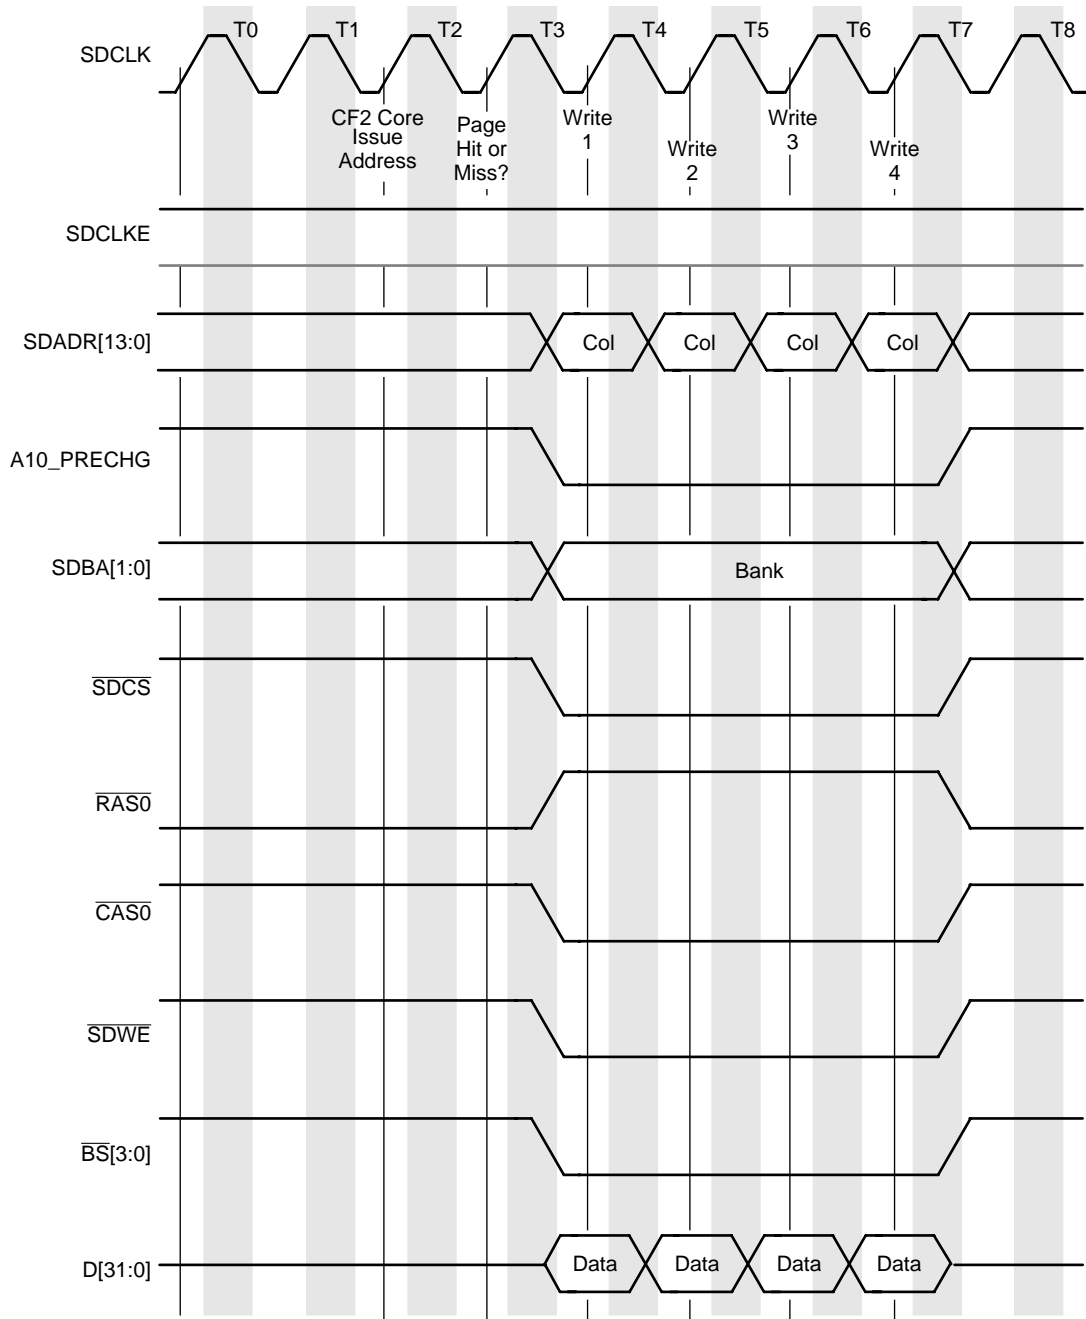 T0 T1 T2 T3 T4 T5 T6 T7 T8
SDCLK
CF2 Core
Issue
Address
Page
Hit or
Miss?
Write
1
Write
2
Write
3
Write
4
SDCLKE
SDADR[13:0] Col Col Col Col
A10_PRECHG
SDBA[1:0] Bank
SDCS
RAS0
CAS0
SDWE
BS[3:0]
D[31:0] Data Data Data Data